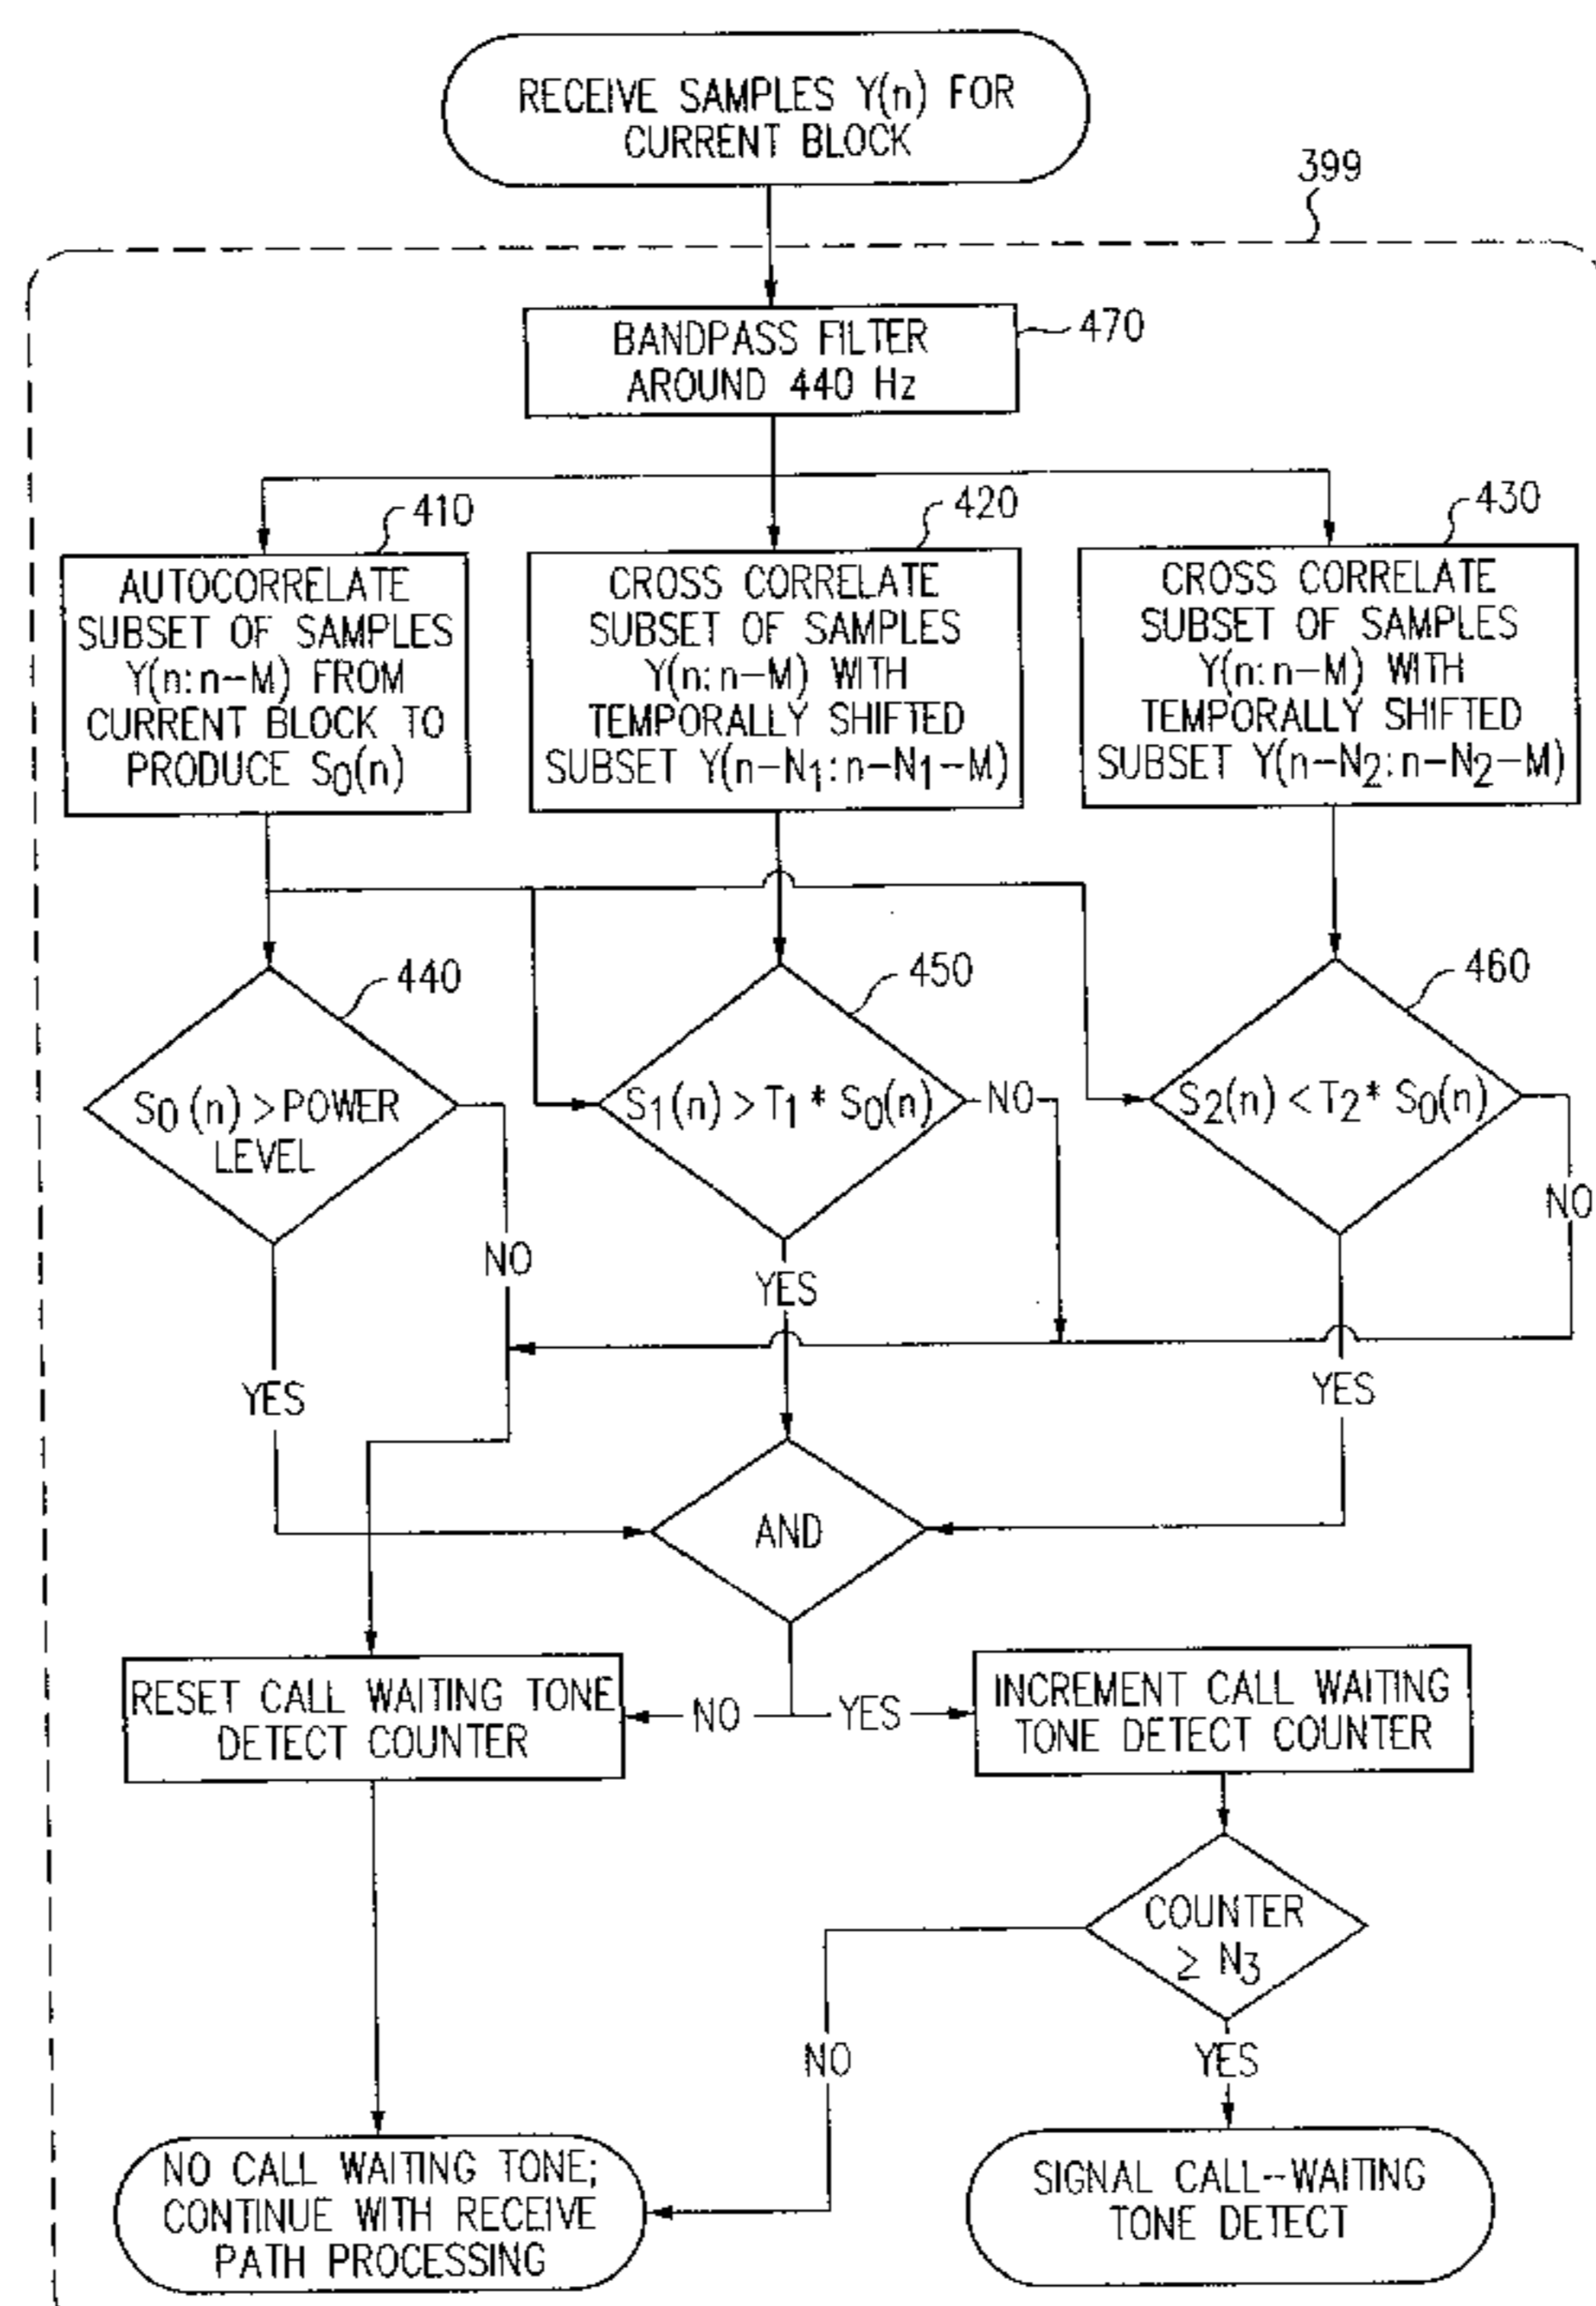 RECEIVE SAMPLES Y(n) FOR
CURRENT BLOCK
399
BANDPASS FILTER
AROUND 440 Hz
470
410
AUTOCORRELATE
SUBSET OF SAMPLES
Y(n:n-M) FROM
CURRENT BLOCK TO
PRODUCE S0(n)
420
CROSS CORRELATE
SUBSET OF SAMPLES
Y(n:n-M) WITH
TEMPORALLY SHIFTED
SUBSET Y(n-N1:n-N1-M)
430
CROSS CORRELATE
SUBSET OF SAMPLES
Y(n:n-M) WITH
TEMPORALLY SHIFTED
SUBSET Y(n-N2:n-N2-M)
440
S0(n)>POWER
LEVEL
450
S1(n)>T1* S0(n)
460
S2(n)<T2* S0(n)
NO
NO
NO
YES
YES
YES
AND
RESET CALL WAITING TONE
DETECT COUNTER
NO
YES
INCREMENT CALL WAITING
TONE DETECT COUNTER
COUNTER
≥ N3
NO
YES
NO CALL WAITING TONE;
CONTINUE WITH RECEIVE
PATH PROCESSING
SIGNAL CALL--WAITING
TONE DETECT